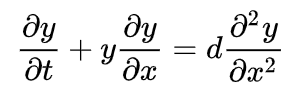 ∂y/∂t + y ∂y/∂x = d ∂²y/∂x²